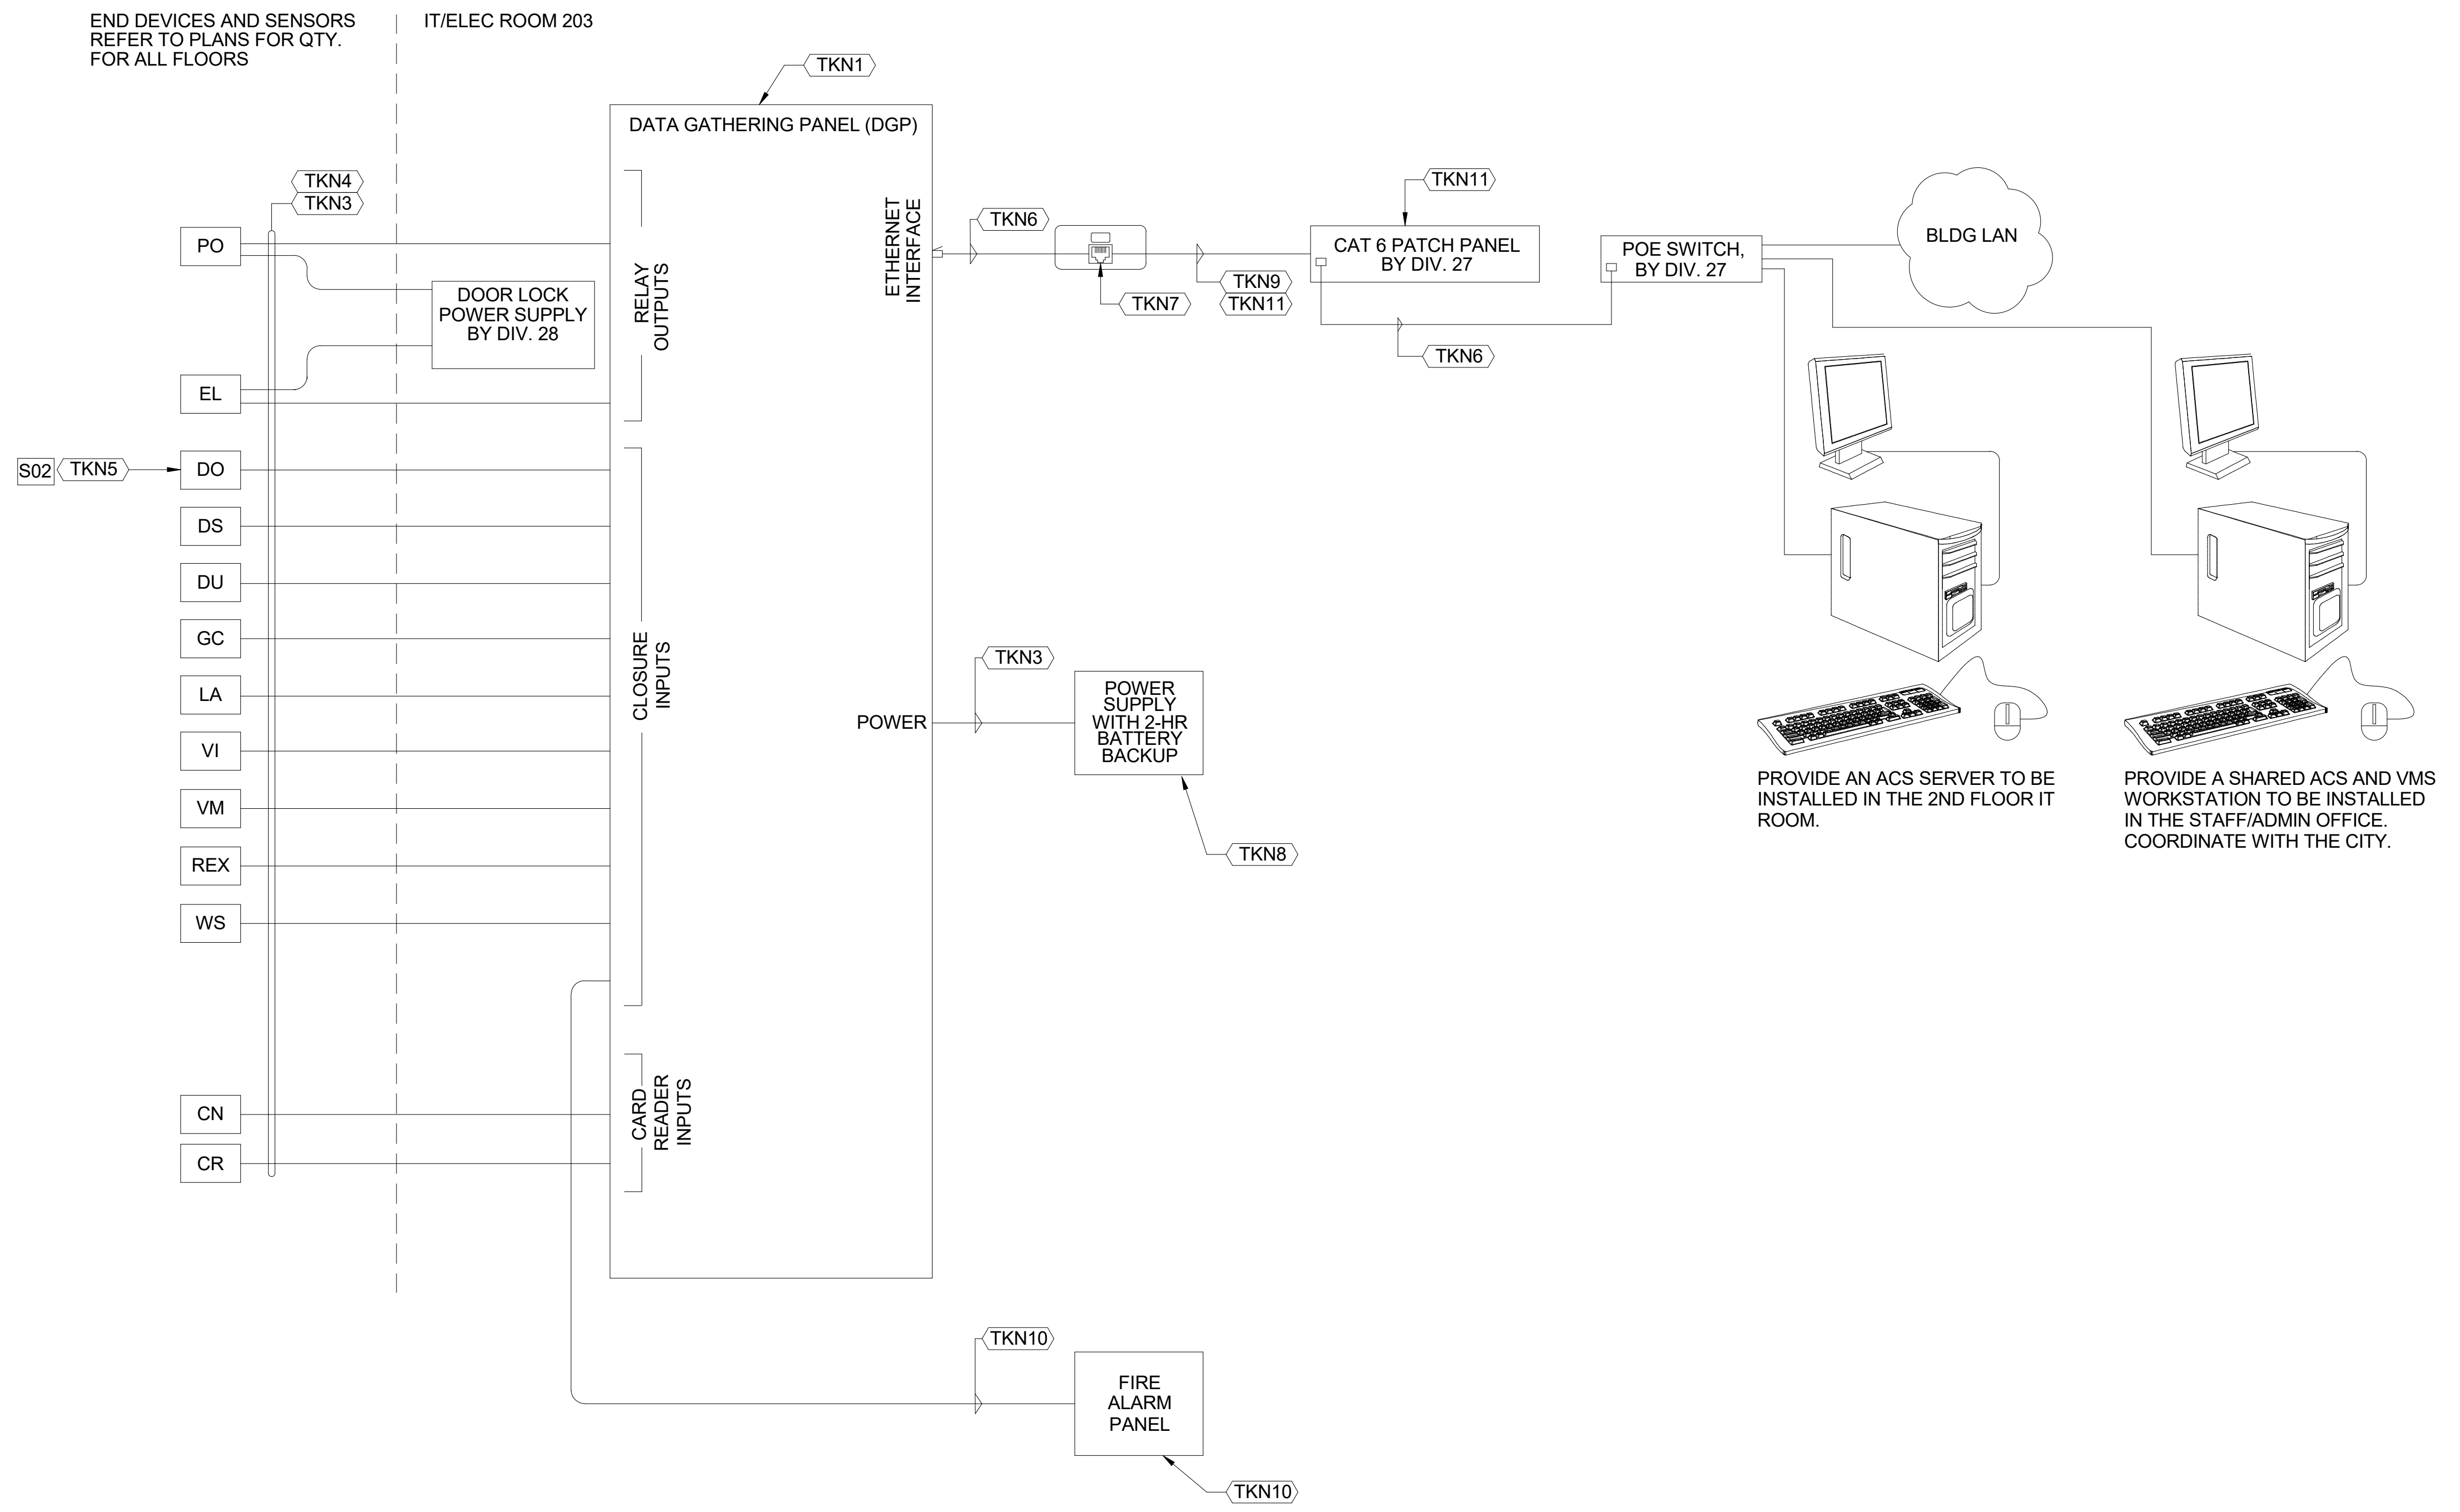 END DEVICES AND SENSORS
REFER TO PLANS FOR QTY.
FOR ALL FLOORS
IT/ELEC ROOM 203
TKN1
DATA GATHERING PANEL (DGP)
TKN4
TKN3
PO
DOOR LOCK
POWER SUPPLY
BY DIV. 28
EL
S02
TKN5
DO
DS
DU
GC
LA
VI
VM
REX
WS
CN
CR
RELAY
OUTPUTS
CLOSURE
INPUTS
CARD
READER
INPUTS
ETHERNET
INTERFACE
POWER
TKN6
TKN7
TKN9
TKN11
TKN11
CAT 6 PATCH PANEL
BY DIV. 27
TKN6
POE SWITCH,
BY DIV. 27
BLDG LAN
TKN3
POWER
SUPPLY
WITH 2-HR
BATTERY
BACKUP
TKN8
PROVIDE AN ACS SERVER TO BE
INSTALLED IN THE 2ND FLOOR IT
ROOM.
PROVIDE A SHARED ACS AND VMS
WORKSTATION TO BE INSTALLED
IN THE STAFF/ADMIN OFFICE.
COORDINATE WITH THE CITY.
TKN10
FIRE
ALARM
PANEL
TKN10